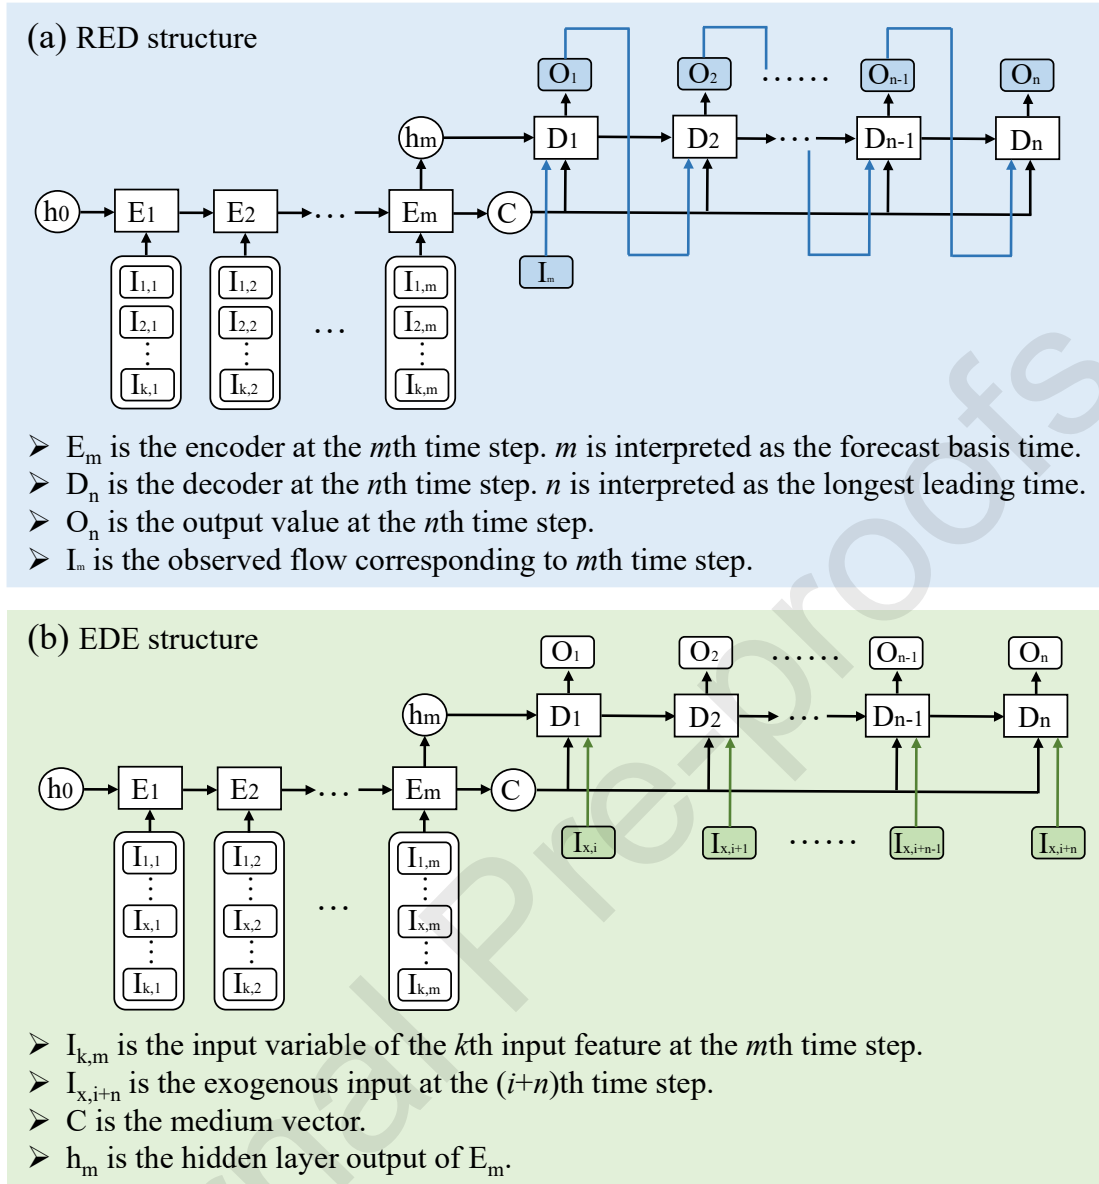 (a) RED structure
O1 O2 ...... On-1 On
hm D1 D2 ... Dn-1 Dn
h0 E1 E2 ... Em C
Im
I1,1 I1,2 I1,m
I2,1 I2,2 ... I2,m
⋮ ⋮ ⋮
Ik,1 Ik,2 Ik,m
➢ Em is the encoder at the mth time step. m is interpreted as the forecast basis time.
➢ Dn is the decoder at the nth time step. n is interpreted as the longest leading time.
➢ On is the output value at the nth time step.
➢ Im is the observed flow corresponding to mth time step.
(b) EDE structure
O1 O2 ...... On-1 On
hm D1 D2 ... Dn-1 Dn
h0 E1 E2 ... Em C
Ix,i Ix,i+1 ...... Ix,i+n-1 Ix,i+n
I1,1 I1,2 I1,m
⋮ ⋮ ⋮
Ix,1 Ix,2 ... Ix,m
⋮ ⋮ ⋮
Ik,1 Ik,2 Ik,m
➢ Ik,m is the input variable of the kth input feature at the mth time step.
➢ Ix,i+n is the exogenous input at the (i+n)th time step.
➢ C is the medium vector.
➢ hm is the hidden layer output of Em.
nal Pre-proofs